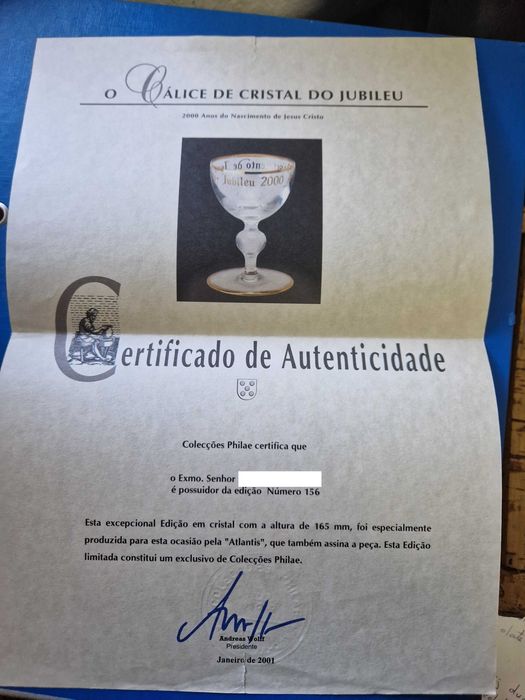 O CÁLICE DE CRISTAL DO JUBILEU
2000 Anos do Nascimento de Jesus Cristo
Jubileu 2000
Certificado de Autenticidade
Colecções Philae certifica que
o Exmo. Senhor
é possuidor da edição Número 156
Esta excepcional Edição em cristal com a altura de 165 mm, foi especialmente
produzida para esta ocasião pela "Atlantis", que também assina a peça. Esta Edição
limitada constitui um exclusivo de Colecções Philae.
Andreas Wolff
Presidente
Janeiro de 2001